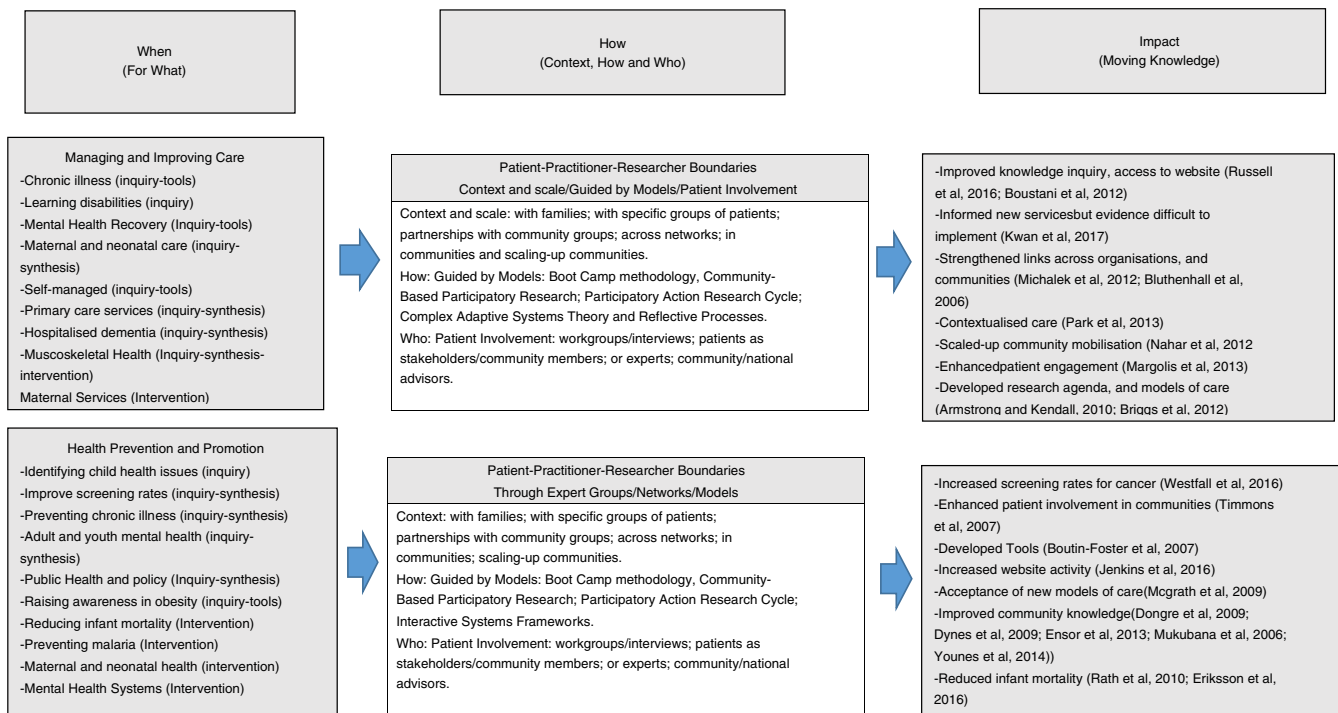 When
(For What)
How
(Context, How and Who)
Impact
(Moving Knowledge)
Managing and Improving Care
-Chronic illness (inquiry-tools)
-Learning disabilities (inquiry)
-Mental Health Recovery (Inquiry-tools)
-Maternal and neonatal care (inquiry-
synthesis)
-Self-managed (inquiry-tools)
-Primary care services (inquiry-synthesis)
-Hospitalised dementia (inquiry-synthesis)
-Muscoskeletal Health (Inquiry-synthesis-
intervention)
Maternal Services (Intervention)
Patient-Practitioner-Researcher Boundaries
Context and scale/Guided by Models/Patient Involvement
Context and scale: with families; with specific groups of patients;
partnerships with community groups; across networks; in
communities and scaling-up communities.
How: Guided by Models: Boot Camp methodology, Community-
Based Participatory Research; Participatory Action Research Cycle;
Complex Adaptive Systems Theory and Reflective Processes.
Who: Patient Involvement: workgroups/interviews; patients as
stakeholders/community members; or experts; community/national
advisors.
-Improved knowledge inquiry, access to website (Russell
et al, 2016; Boustani et al, 2012)
-Informed new servicesbut evidence difficult to
implement (Kwan et al, 2017)
-Strengthened links across organisations, and
communities (Michalek et al, 2012; Bluthenhall et al,
2006)
-Contextualised care (Park et al, 2013)
-Scaled-up community mobilisation (Nahar et al, 2012
-Enhancedpatient engagement (Margolis et al, 2013)
-Developed research agenda, and models of care
(Armstrong and Kendall, 2010; Briggs et al, 2012)
Health Prevention and Promotion
-Identifying child health issues (inquiry)
-Improve screening rates (inquiry-synthesis)
-Preventing chronic illness (inquiry-synthesis)
-Adult and youth mental health (inquiry-
synthesis)
-Public Health and policy (Inquiry-synthesis)
-Raising awareness in obesity (inquiry-tools)
-Reducing infant mortality (Intervention)
-Preventing malaria (Intervention)
-Maternal and neonatal health (intervention)
-Mental Health Systems (Intervention)
Patient-Practitioner-Researcher Boundaries
Through Expert Groups/Networks/Models
Context: with families; with specific groups of patients;
partnerships with community groups; across networks; in
communities; scaling-up communities.
How: Guided by Models: Boot Camp methodology, Community-
Based Participatory Research; Participatory Action Research Cycle;
Interactive Systems Frameworks.
Who: Patient Involvement: workgroups/interviews; patients as
stakeholders/community members; or experts; community/national
advisors.
-Increased screening rates for cancer (Westfall et al, 2016)
-Enhanced patient involvement in communities (Timmons
et al, 2007)
-Developed Tools (Boutin-Foster et al, 2007)
-Increased website activity (Jenkins et al, 2016)
-Acceptance of new models of care(Mcgrath et al, 2009)
-Improved community knowledge(Dongre et al, 2009;
Dynes et al, 2009; Ensor et al, 2013; Mukubana et al, 2006;
Younes et al, 2014))
-Reduced infant mortality (Rath et al, 2010; Eriksson et al,
2016)